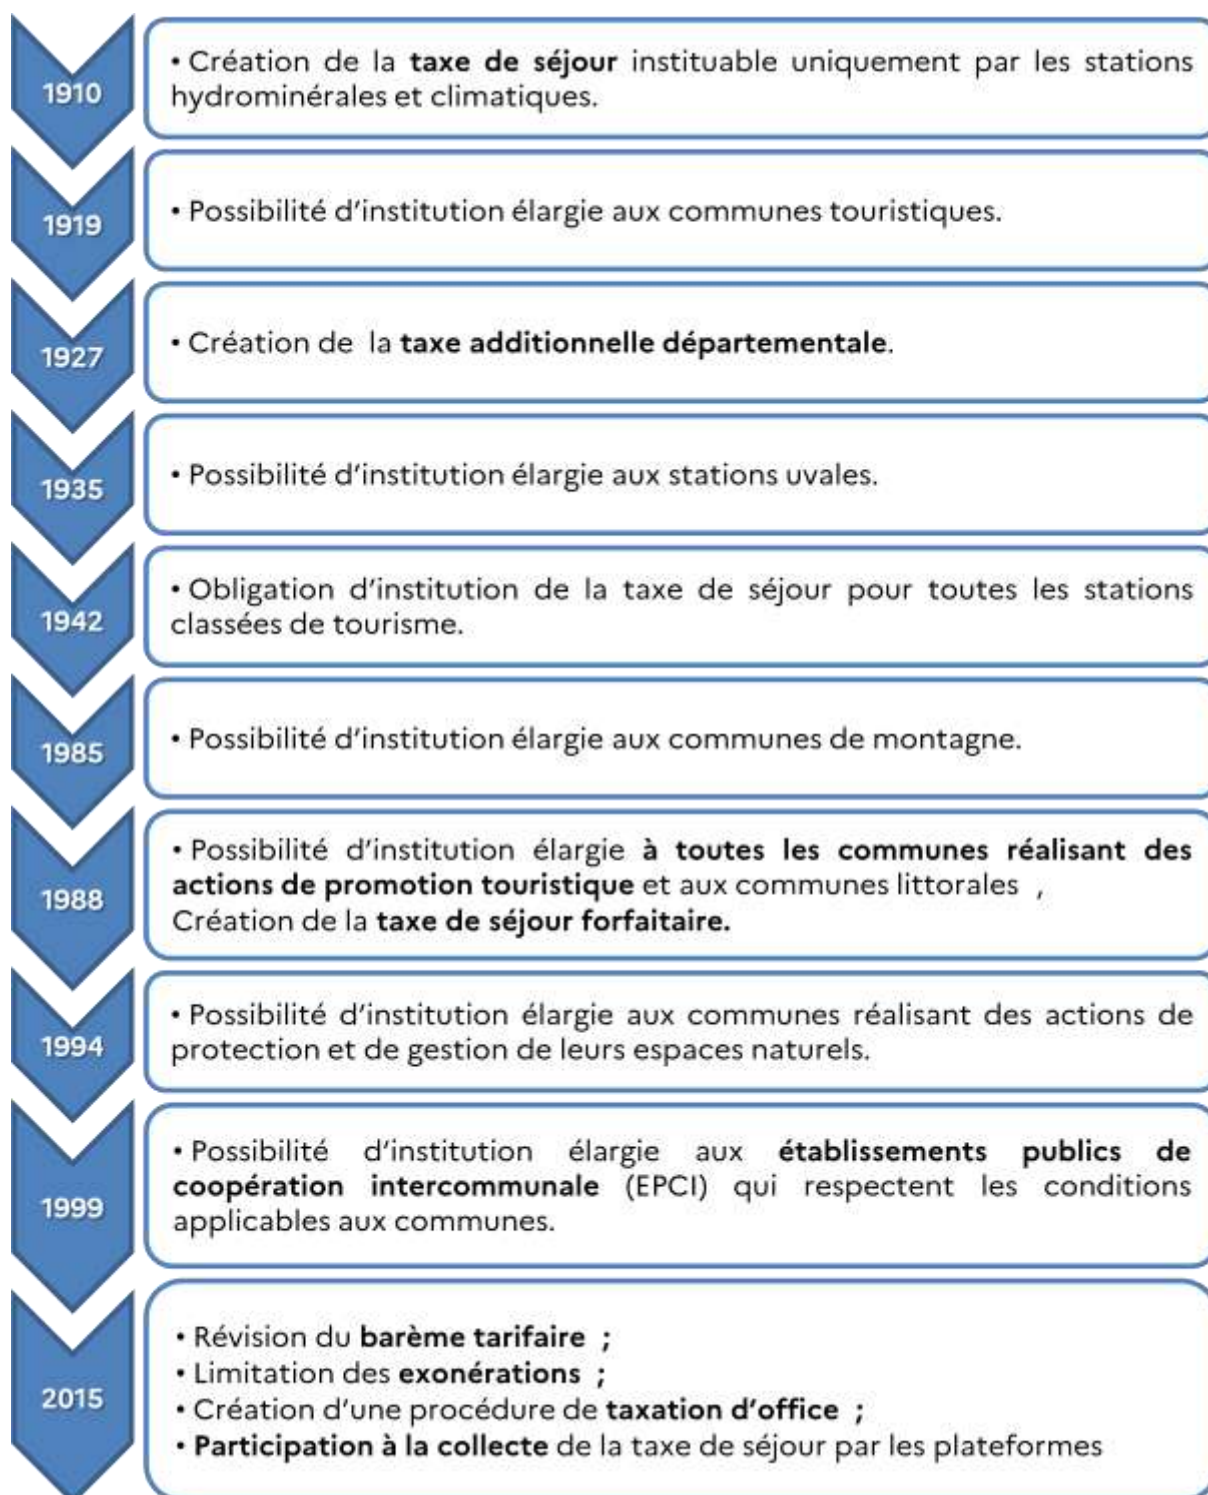 1910
• Création de la taxe de séjour instituable uniquement par les stations
hydrominérales et climatiques.
1919
• Possibilité d'institution élargie aux communes touristiques.
1927
• Création de la taxe additionnelle départementale.
1935
• Possibilité d'institution élargie aux stations uvales.
1942
• Obligation d'institution de la taxe de séjour pour toutes les stations
classées de tourisme.
1985
• Possibilité d'institution élargie aux communes de montagne.
1988
• Possibilité d'institution élargie à toutes les communes réalisant des
actions de promotion touristique et aux communes littorales ,
Création de la taxe de séjour forfaitaire.
1994
• Possibilité d'institution élargie aux communes réalisant des actions de
protection et de gestion de leurs espaces naturels.
1999
• Possibilité d'institution élargie aux établissements publics de
coopération intercommunale (EPCI) qui respectent les conditions
applicables aux communes.
2015
• Révision du barème tarifaire ;
• Limitation des exonérations ;
• Création d'une procédure de taxation d'office ;
• Participation à la collecte de la taxe de séjour par les plateformes